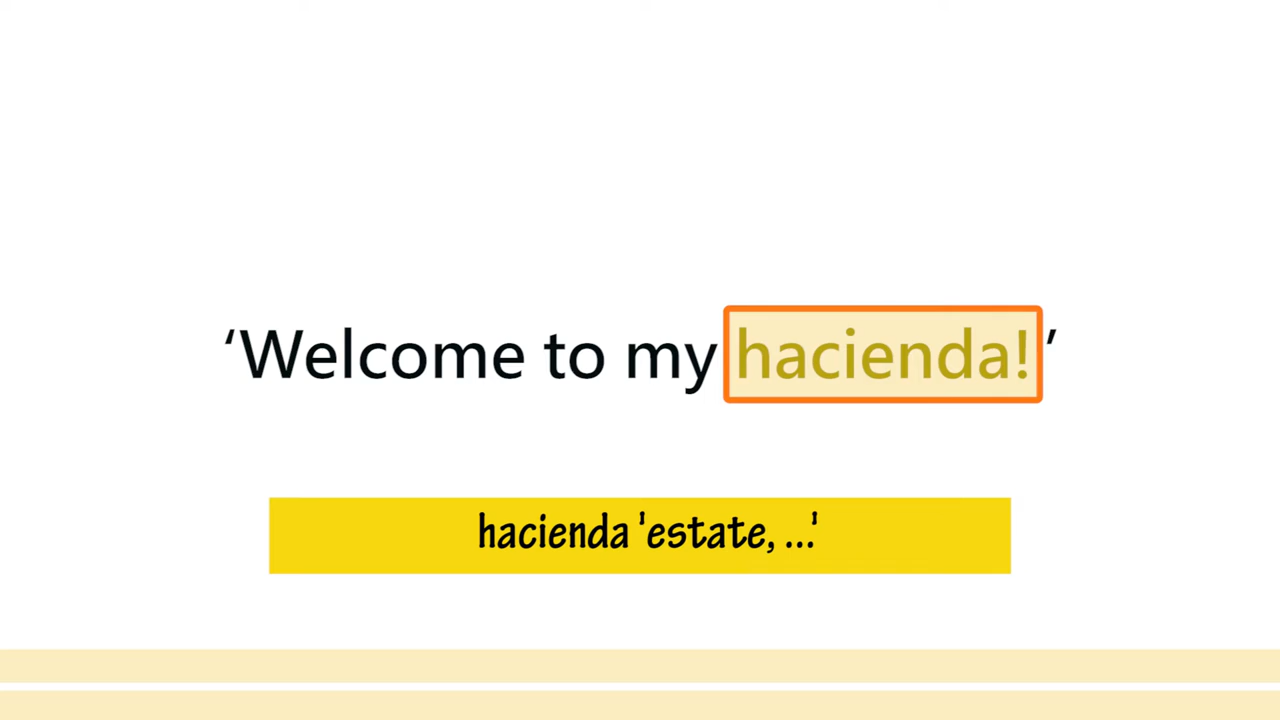 ‘Welcome to my hacienda!’
hacienda 'estate, ...'